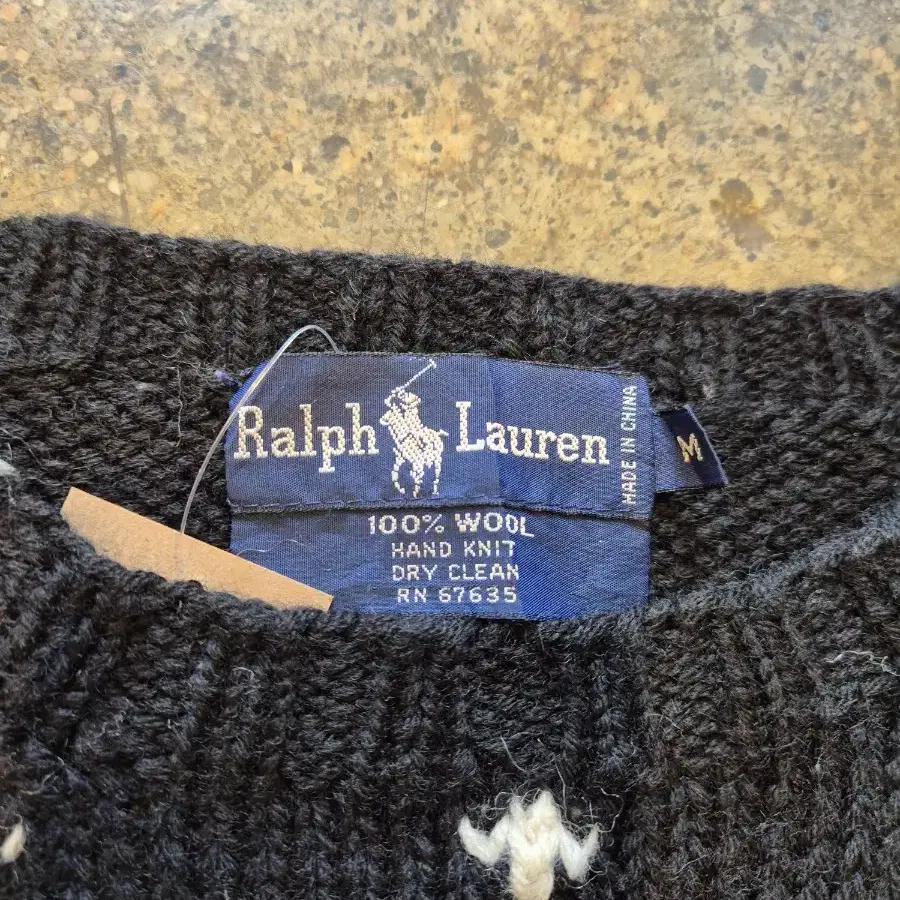 Ralph Lauren
MADE IN CHINA
M
100% WOOL
HAND KNIT
DRY CLEAN
RN 67635